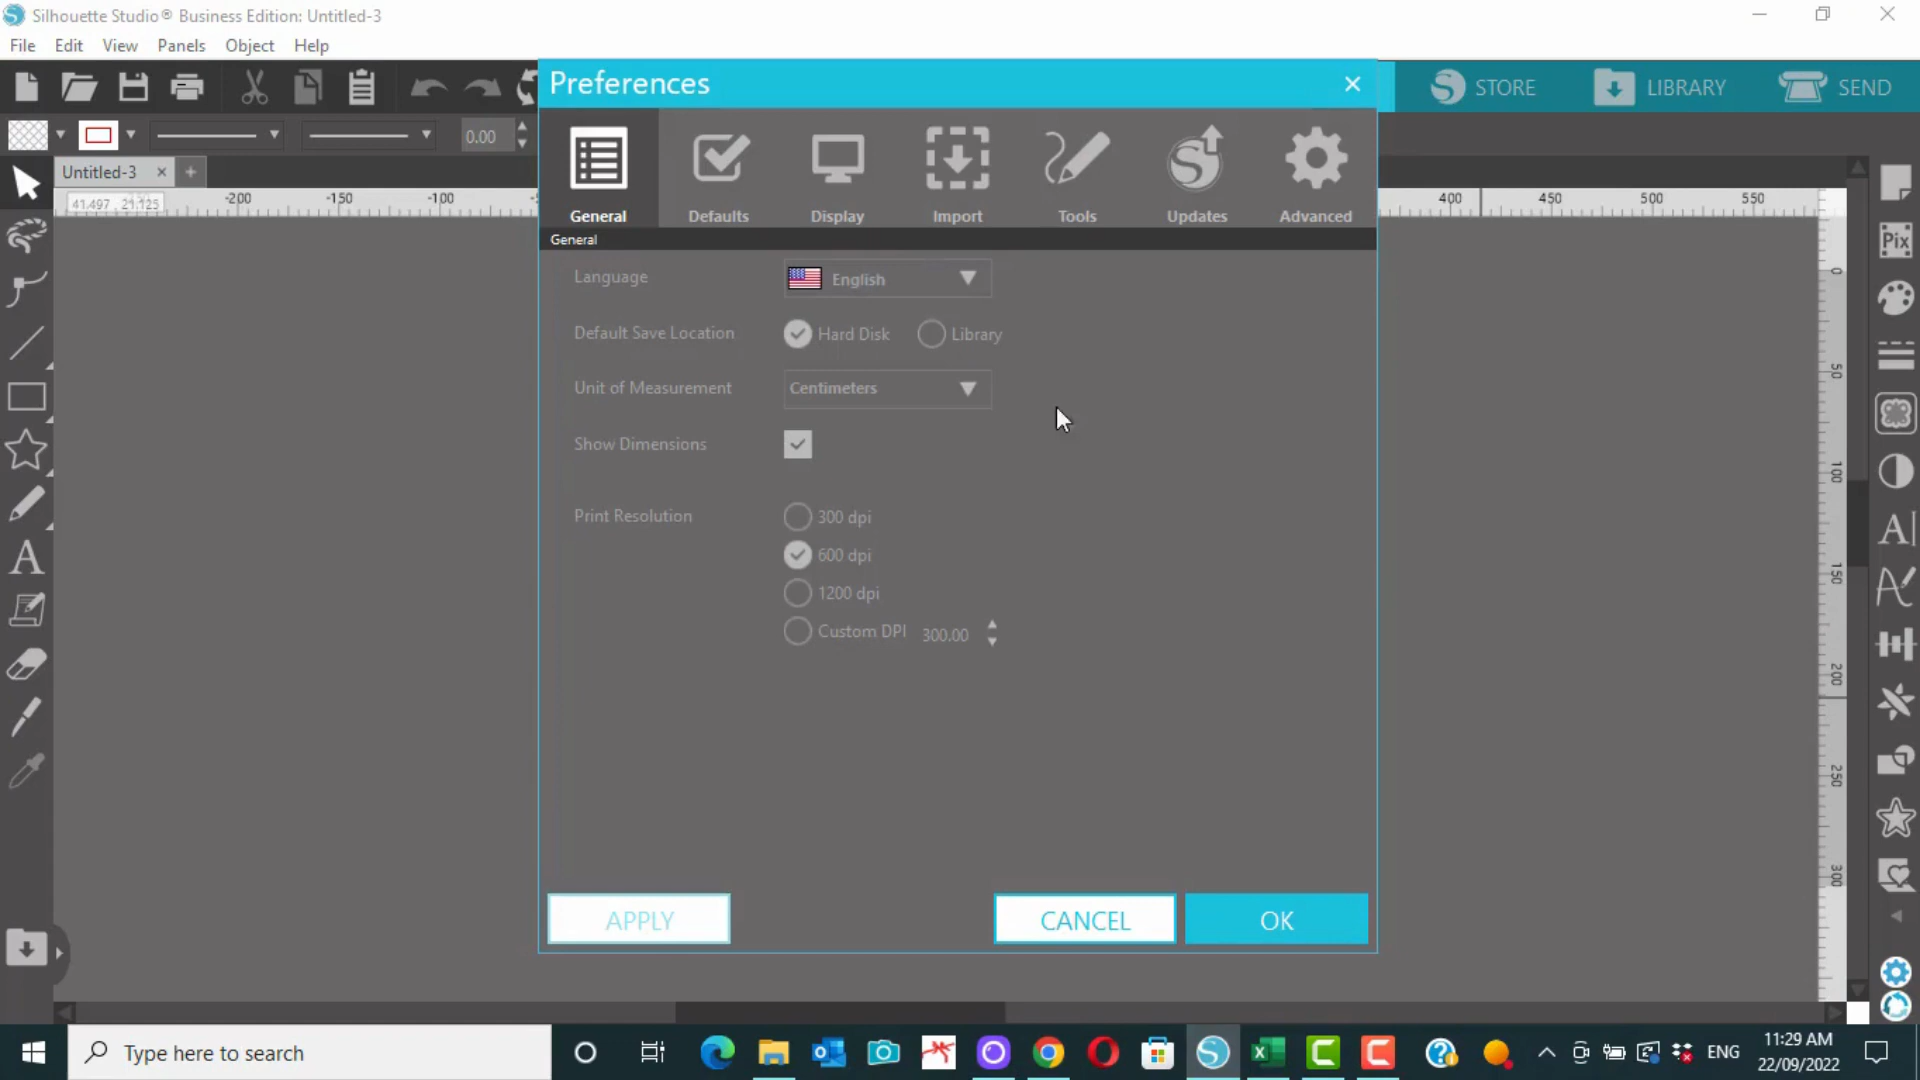 Silhouette Studio® Business Edition: Untitled-3
File Edit View Panels Object Help
Preferences
STORE LIBRARY SEND
0.00
Untitled-3
General Defaults Display Import Tools Updates Advanced
-200 -150 -100 400 450 500 550
41.497 , 21.125
General
Language English
Default Save Location Hard Disk Library
Unit of Measurement Centimeters
Show Dimensions
Print Resolution 300 dpi
600 dpi
1200 dpi
Custom DPI 300.00
0
50
100
150
200
250
300
Pix
APPLY CANCEL OK
Type here to search
ENG
11:29 AM
22/09/2022